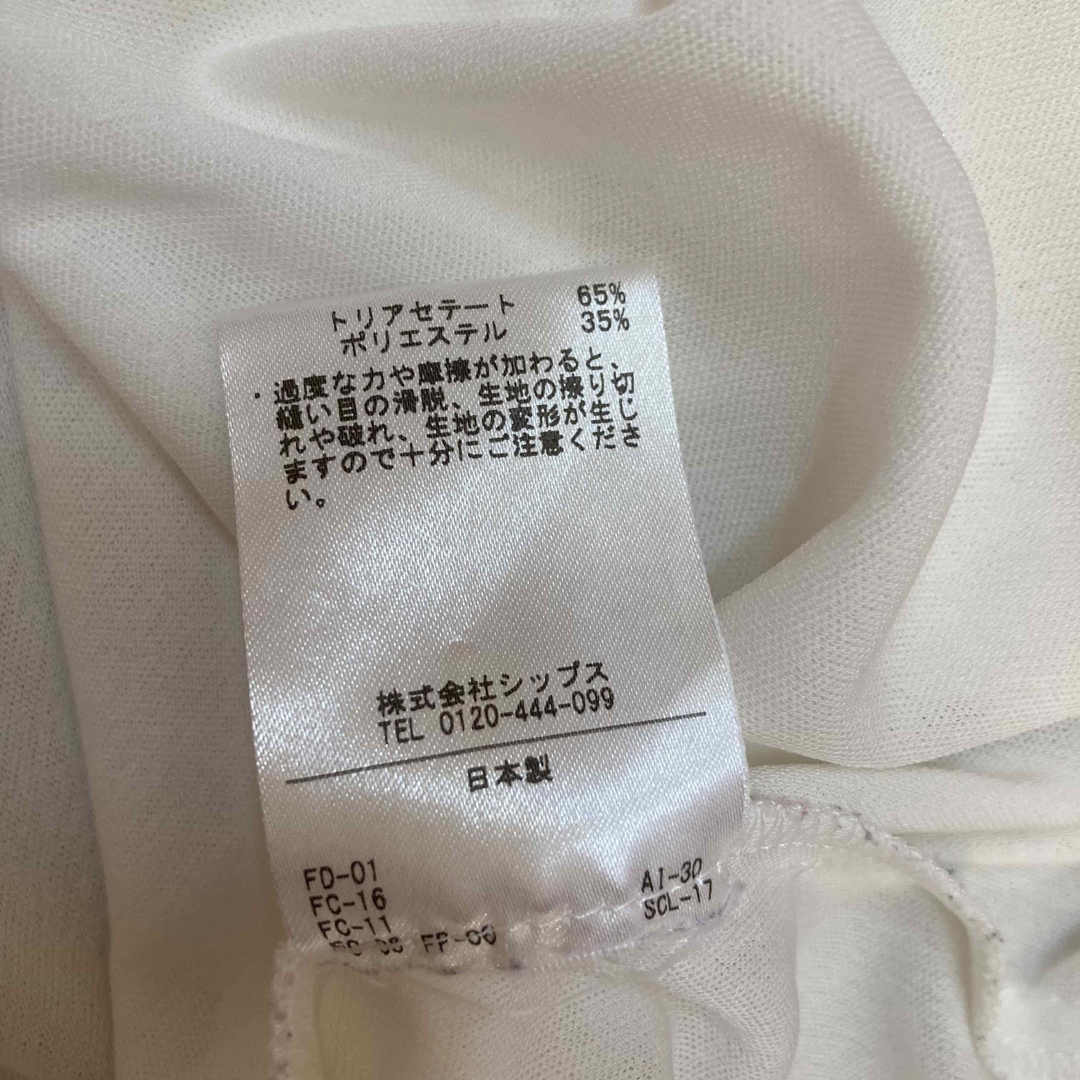 トリアセテート 65%
ポリエステル 35%
・過度な力や摩擦が加わると、
縫い目の滑脱、生地の擦り切
れや破れ、生地の変形が生じ
ますので十分にご注意くださ
い。
株式会社シップス
TEL 0120-444-099
日本製
FD-01
FC-16 AI-30
FC-11 SCL-17